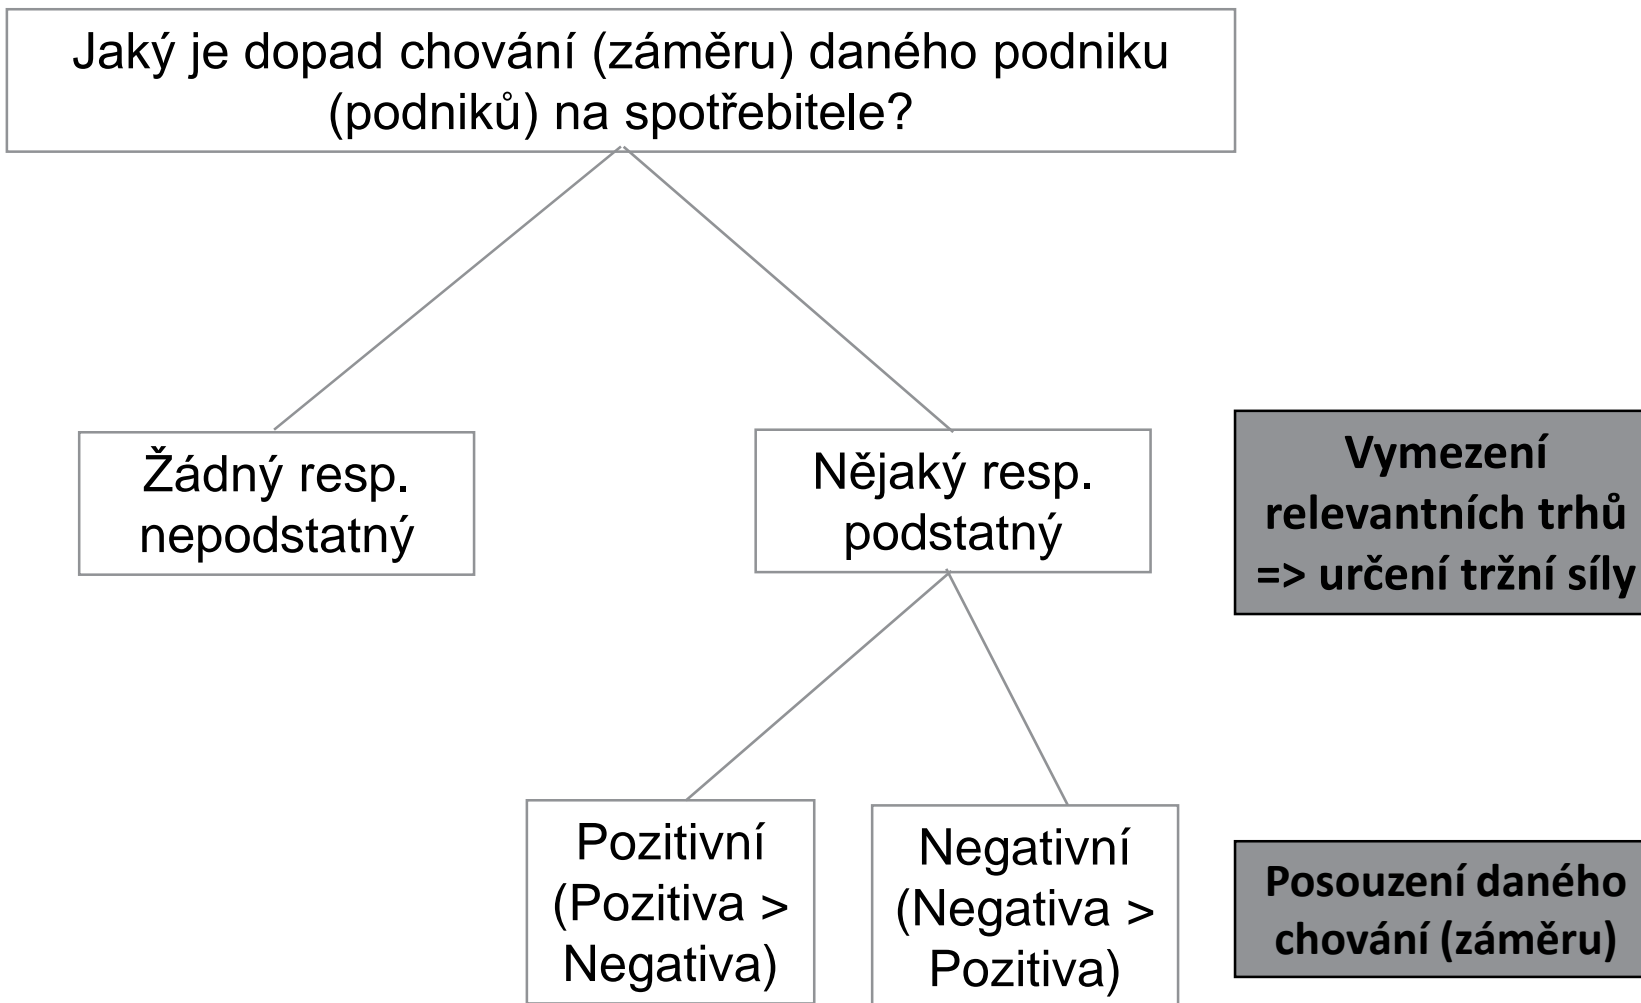 Jaký je dopad chování (záměru) daného podniku
(podniků) na spotřebitele?
Žádný resp.
nepodstatný
Nějaký resp.
podstatný
Vymezení
relevantních trhů
=> určení tržní síly
Pozitivní
(Pozitiva >
Negativa)
Negativní
(Negativa >
Pozitiva)
Posouzení daného
chování (záměru)